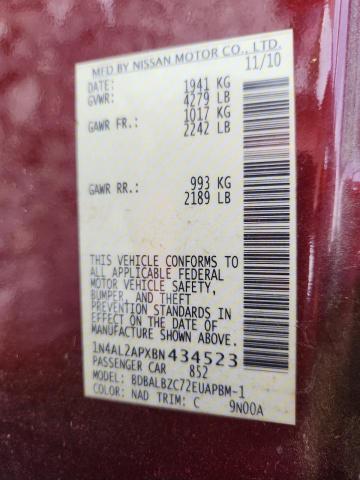 MFD BY NISSAN MOTOR CO., LTD.
DATE: 11/10
GVWR: 1941 KG
4279 LB
GAWR FR.: 1017 KG
2242 LB
GAWR RR.: 993 KG
2189 LB
THIS VEHICLE CONFORMS TO
ALL APPLICABLE FEDERAL
MOTOR VEHICLE SAFETY,
BUMPER, AND THEFT
PREVENTION STANDARDS IN
EFFECT ON THE DATE OF
MANUFACTURE SHOWN ABOVE.
1N4AL2APXBN434523
PASSENGER CAR 852
MODEL: BDBALBZC72EUAPBM-1
COLOR: NAD TRIM: C 9N00A